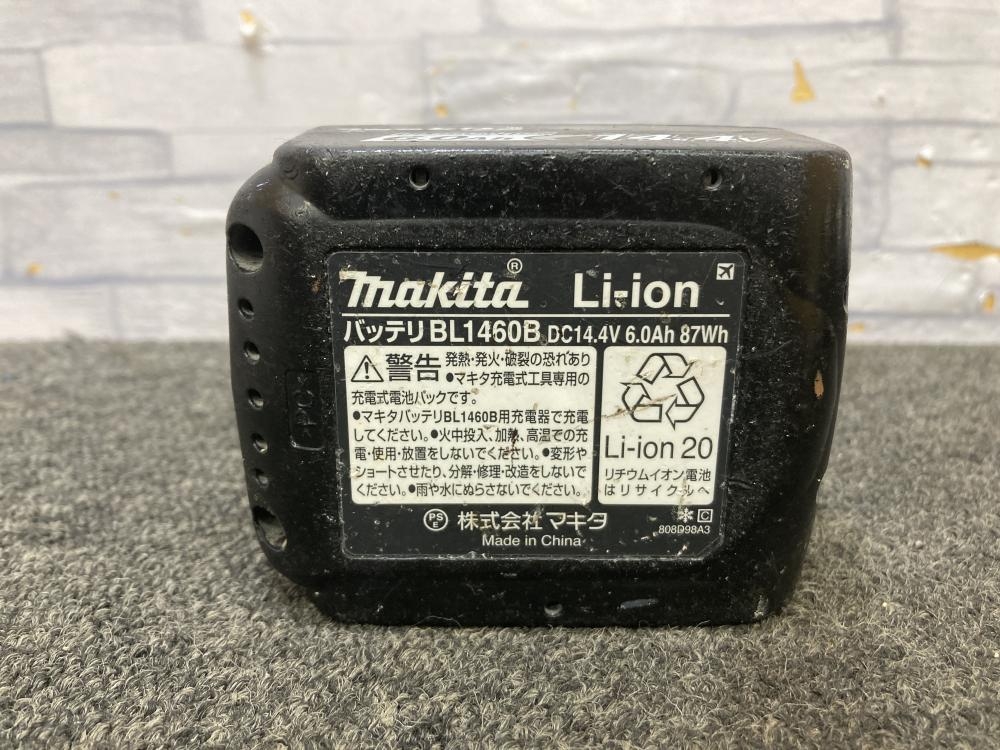 14.4V
makita® Li-ion
バッテリ BL1460B DC14.4V 6.0Ah 87Wh
警告 発熱・発火・破裂の恐れあり
●マキタ充電式工具専用の
充電式電池パックです。
●マキタバッテリBL1460B用充電器で充電
してください。●火中投入、加熱、高温での充
電・使用・放置をしないでください。●変形や
ショートさせたり、分解・修理・改造をしないで
ください。●雨や水にぬらさないでください。
Li-ion 20
リチウムイオン電池
はリサイクルへ
PS
E
株式会社 マキタ
Made in China
C
808D98A3